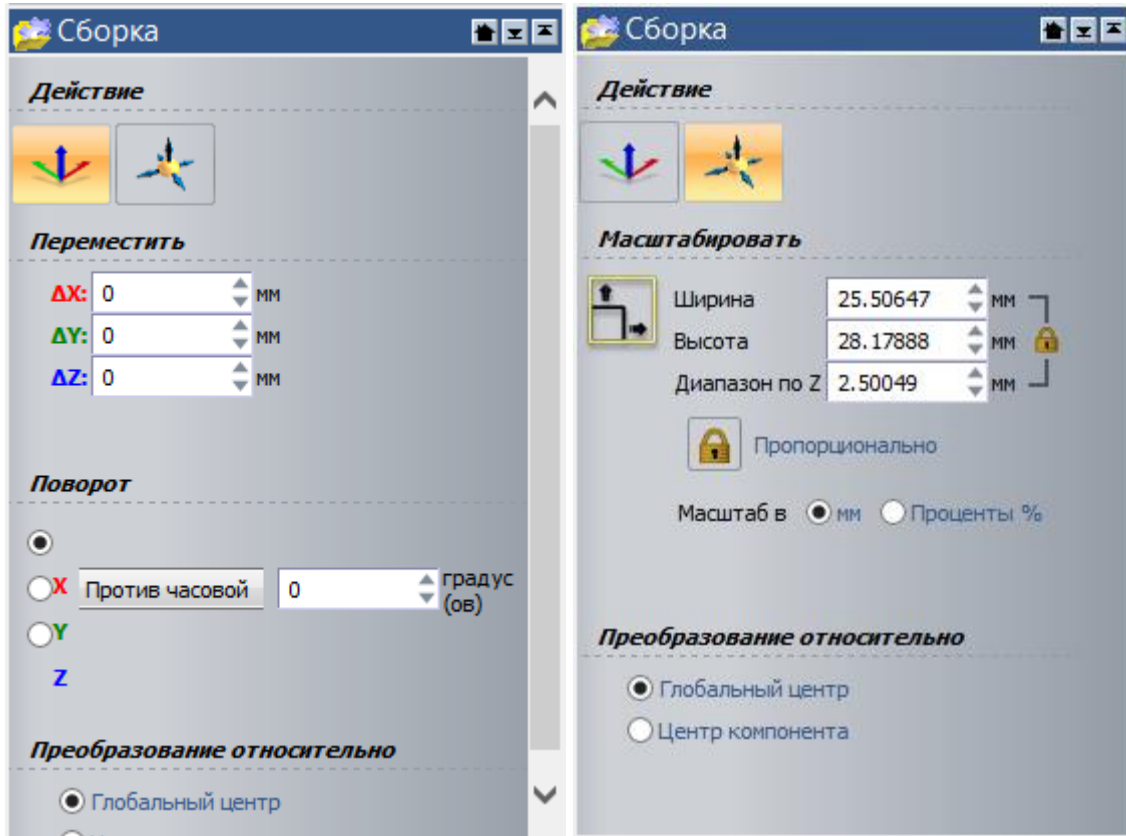 Сборка
Действие
Переместить
ΔX: 0 мм
ΔY: 0 мм
ΔZ: 0 мм
Поворот
X Против часовой 0 градус
(ов)
Y
Z
Преобразование относительно
Глобальный центр
Сборка
Действие
Масштабировать
Ширина 25.50647 мм
Высота 28.17888 мм
Диапазон по Z 2.50049 мм
Пропорционально
Масштаб в мм Проценты %
Преобразование относительно
Глобальный центр
Центр компонента